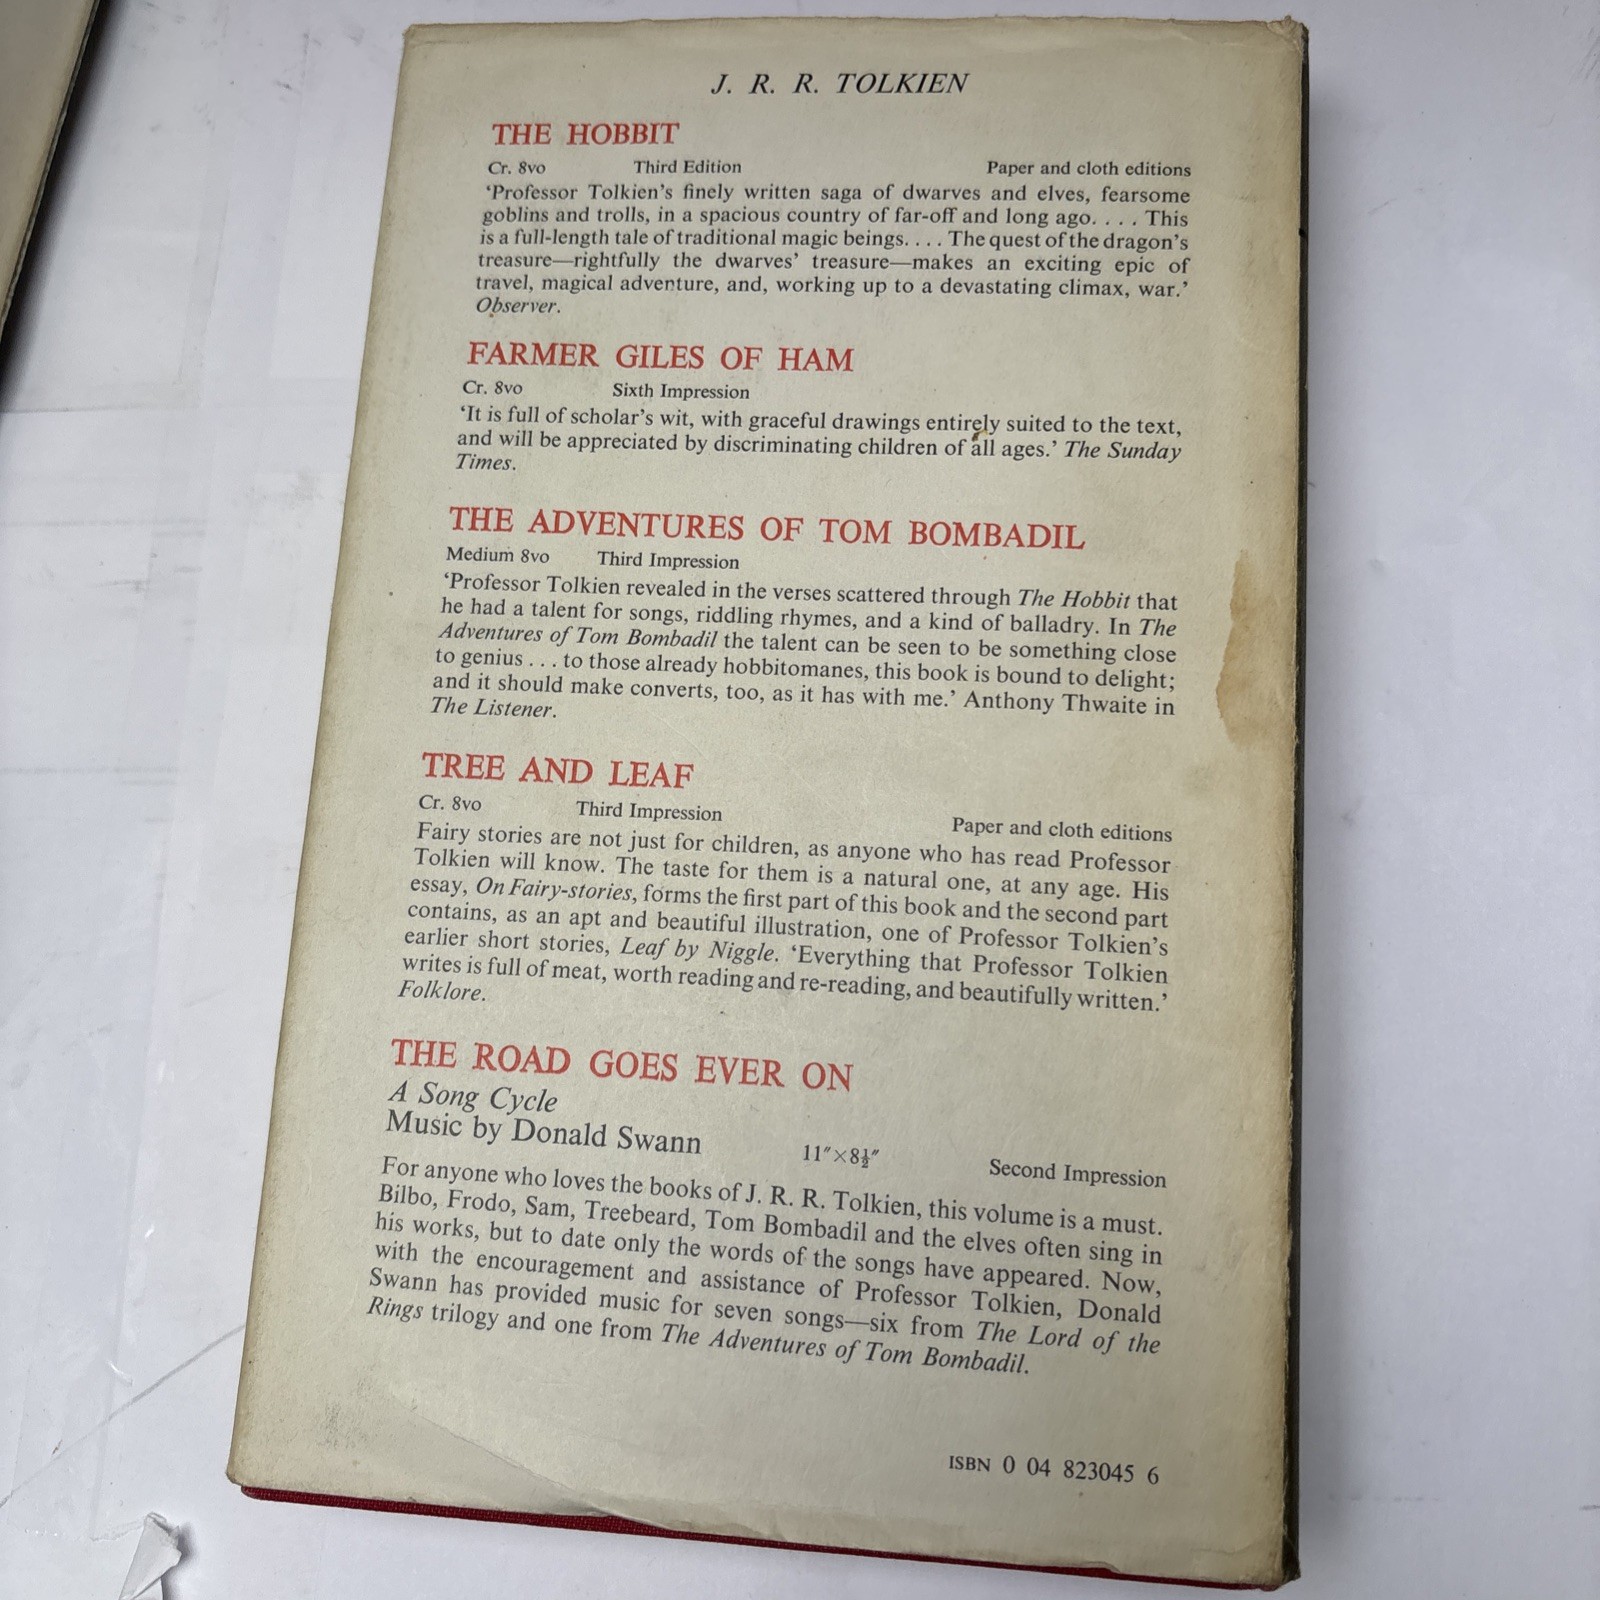 J. R. R. TOLKIEN
THE HOBBIT
Cr. 8vo Third Edition Paper and cloth editions
‘Professor Tolkien’s finely written saga of dwarves and elves, fearsome
goblins and trolls, in a spacious country of far-off and long ago. . . . This
is a full-length tale of traditional magic beings. . . . The quest of the dragon’s
treasure—rightfully the dwarves’ treasure—makes an exciting epic of
travel, magical adventure, and, working up to a devastating climax, war.’
Observer.
FARMER GILES OF HAM
Cr. 8vo Sixth Impression
‘It is full of scholar’s wit, with graceful drawings entirely suited to the text,
and will be appreciated by discriminating children of all ages.’ The Sunday
Times.
THE ADVENTURES OF TOM BOMBADIL
Medium 8vo Third Impression
‘Professor Tolkien revealed in the verses scattered through The Hobbit that
he had a talent for songs, riddling rhymes, and a kind of balladry. In The
Adventures of Tom Bombadil the talent can be seen to be something close
to genius . . . to those already hobbitomanes, this book is bound to delight;
and it should make converts, too, as it has with me.’ Anthony Thwaite in
The Listener.
TREE AND LEAF
Cr. 8vo Third Impression Paper and cloth editions
Fairy stories are not just for children, as anyone who has read Professor
Tolkien will know. The taste for them is a natural one, at any age. His
essay, On Fairy-stories, forms the first part of this book and the second part
contains, as an apt and beautiful illustration, one of Professor Tolkien’s
earlier short stories, Leaf by Niggle. ‘Everything that Professor Tolkien
writes is full of meat, worth reading and re-reading, and beautifully written.’
Folklore.
THE ROAD GOES EVER ON
A Song Cycle
Music by Donald Swann 11″×8½″ Second Impression
For anyone who loves the books of J. R. R. Tolkien, this volume is a must.
Bilbo, Frodo, Sam, Treebeard, Tom Bombadil and the elves often sing in
his works, but to date only the words of the songs have appeared. Now,
with the encouragement and assistance of Professor Tolkien, Donald
Swann has provided music for seven songs—six from The Lord of the
Rings trilogy and one from The Adventures of Tom Bombadil.
ISBN 0 04 823045 6